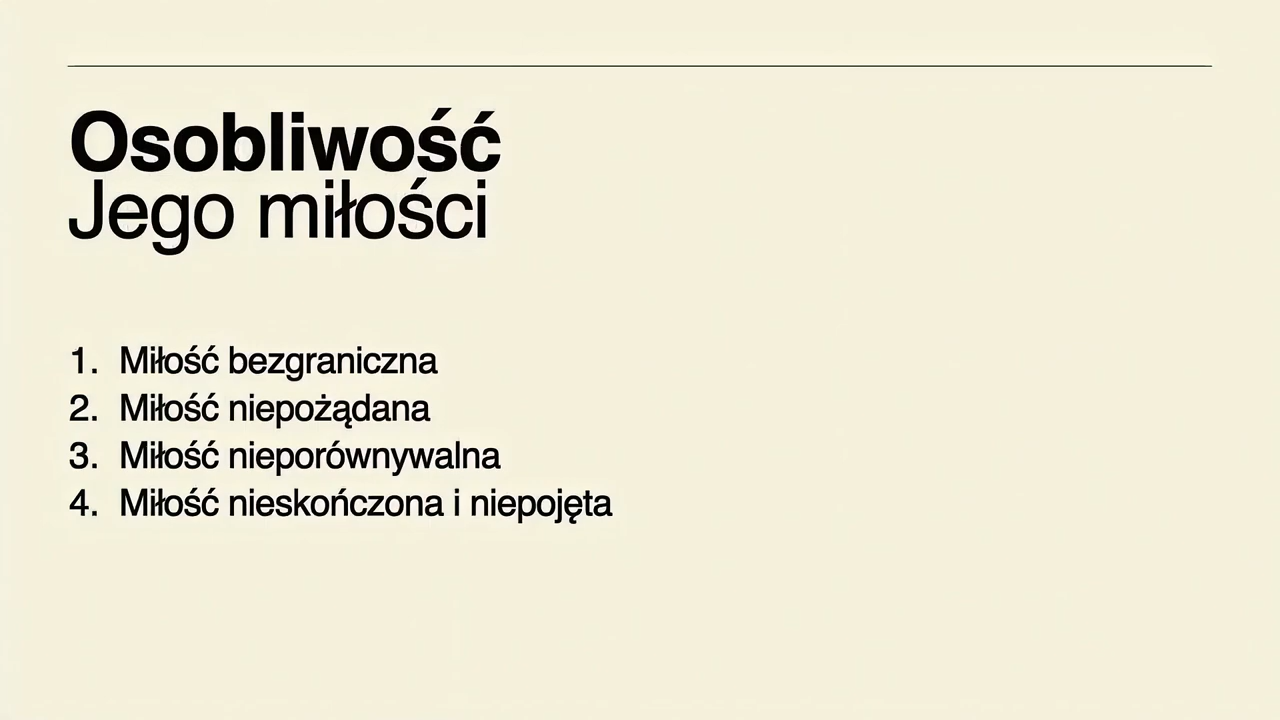 Osobliwość
Jego miłości
1. Miłość bezgraniczna
2. Miłość niepożądana
3. Miłość nieporównywalna
4. Miłość nieskończona i niepojęta